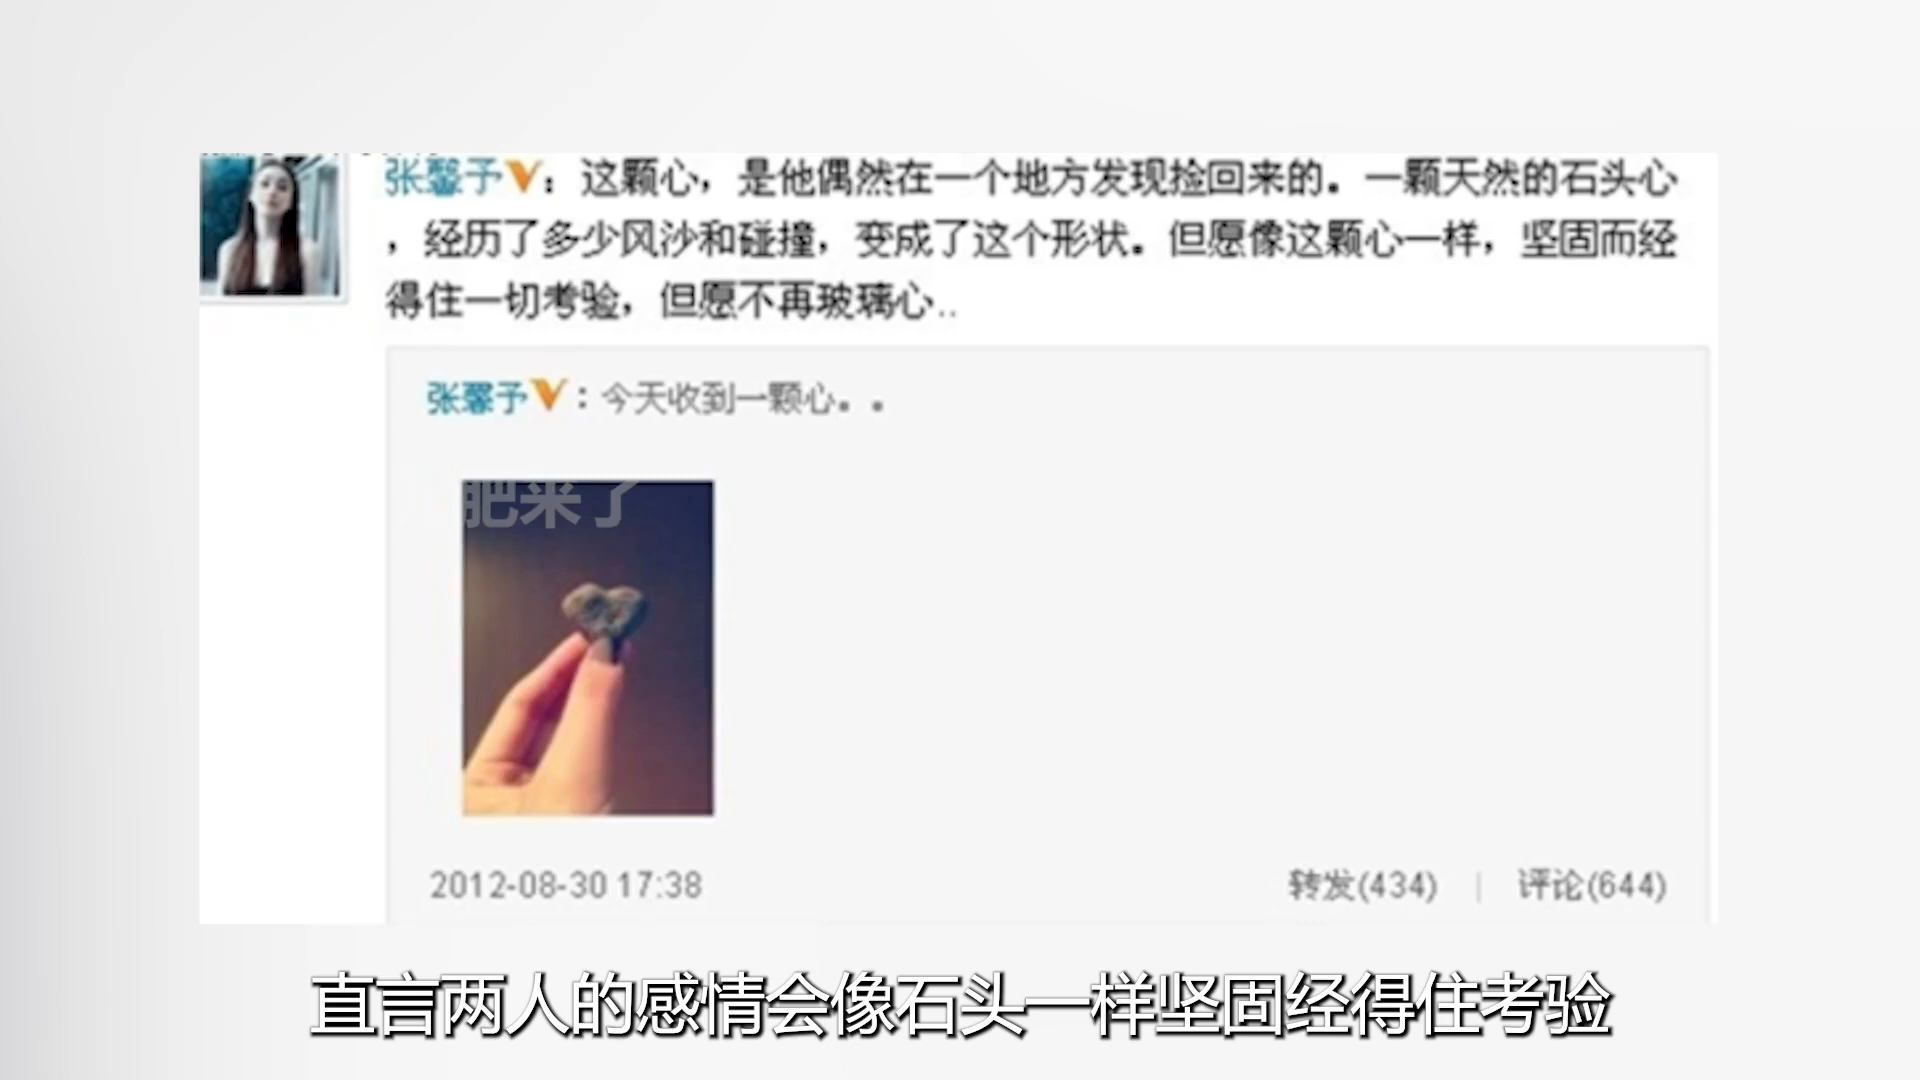 张馨予V：这颗心，是他偶然在一个地方发现捡回来的。一颗天然的石头心
，经历了多少风沙和碰撞，变成了这个形状。但愿像这颗心一样，坚固而经
得住一切考验，但愿不再玻璃心..
张馨予V：今天收到一颗心。。
肥来了
2012-08-30 17:38
转发(434) | 评论(644)
直言两人的感情会像石头一样坚固经得住考验